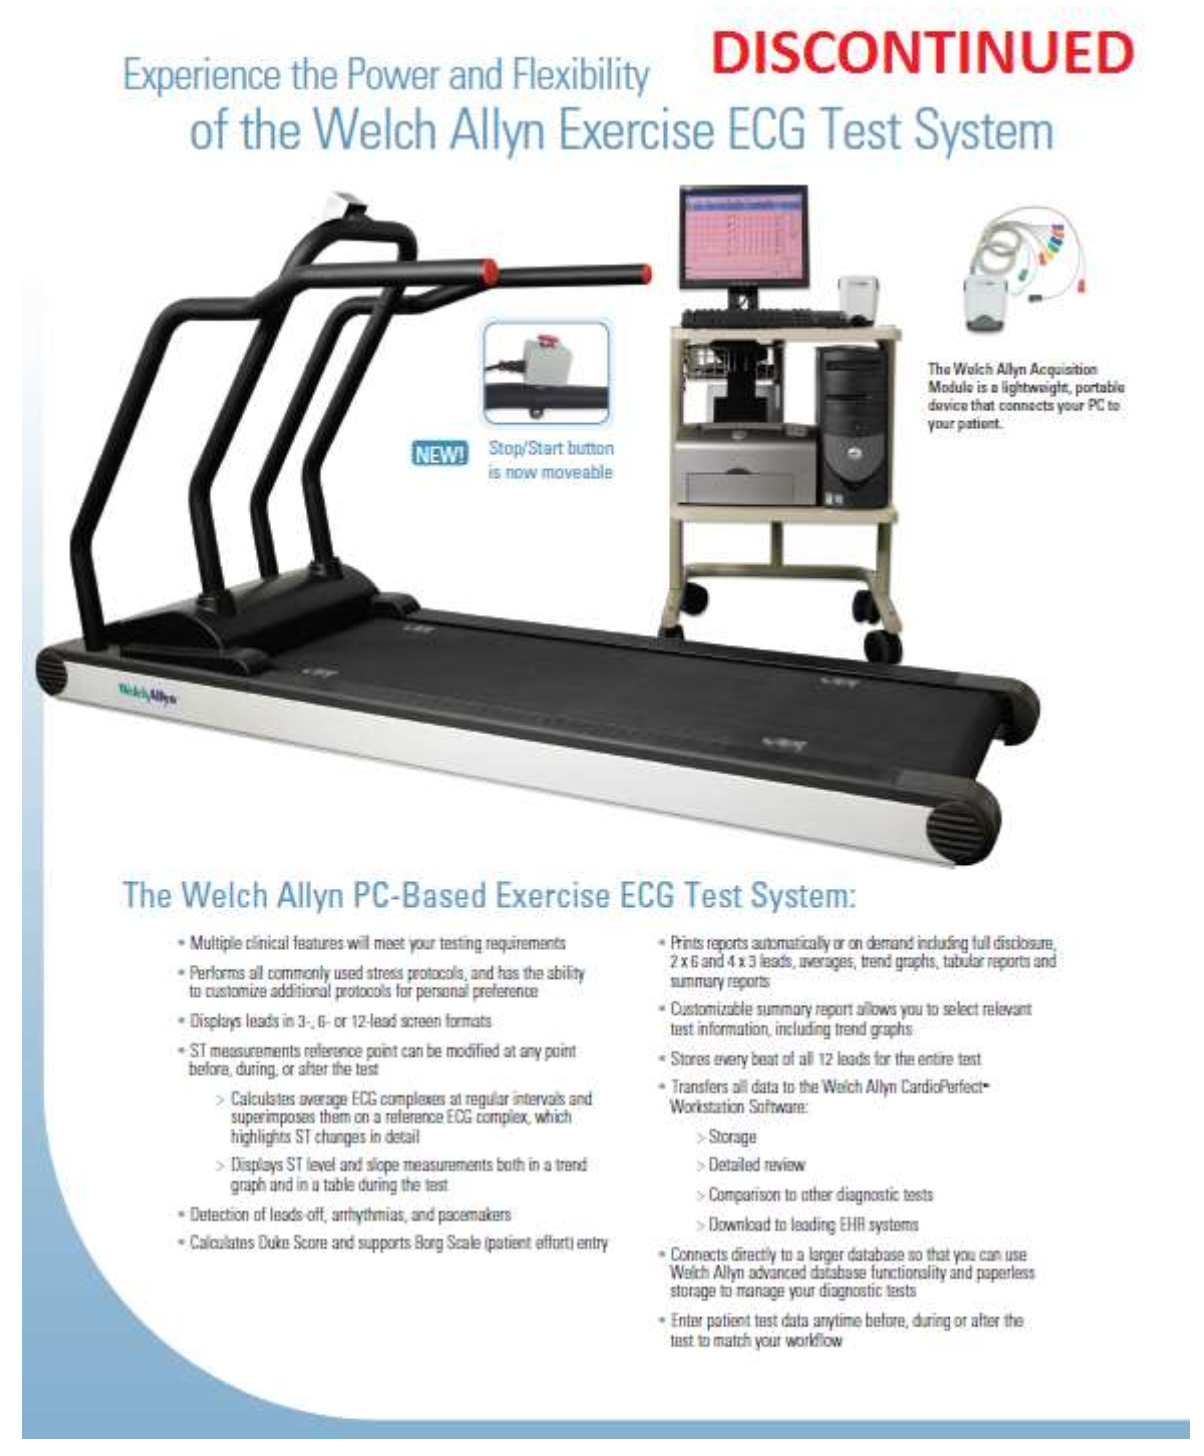 DISCONTINUED
Experience the Power and Flexibility
of the Welch Allyn Exercise ECG Test System
The Welch Allyn Acquisition
Module is a lightweight, portable
device that connects your PC to
your patient.
NEW!
Stop/Start button
is now moveable
WelchAllyn
The Welch Allyn PC-Based Exercise ECG Test System:
• Multiple clinical features will meet your testing requirements
• Performs all commonly used stress protocols, and has the ability
to customize additional protocols for personal preference
• Displays leads in 3-, 6- or 12-lead screen formats
• ST measurements reference point can be modified at any point
before, during, or after the test
> Calculates average ECG complexes at regular intervals and
superimposes them on a reference ECG complex, which
highlights ST changes in detail
> Displays ST level and slope measurements both in a trend
graph and in a table during the test
• Detection of leads-off, arrhythmias, and pacemakers
• Calculates Duke Score and supports Borg Scale (patient effort) entry
• Prints reports automatically or on demand including full disclosure,
2 x 6 and 4 x 3 leads, averages, trend graphs, tabular reports and
summary reports
• Customizable summary report allows you to select relevant
test information, including trend graphs
• Stores every beat of all 12 leads for the entire test
• Transfers all data to the Welch Allyn CardioPerfect™
Workstation Software:
> Storage
> Detailed review
> Comparison to other diagnostic tests
> Download to leading EHR systems
• Connects directly to a larger database so that you can use
Welch Allyn advanced database functionality and paperless
storage to manage your diagnostic tests
• Enter patient test data anytime before, during or after the
test to match your workflow